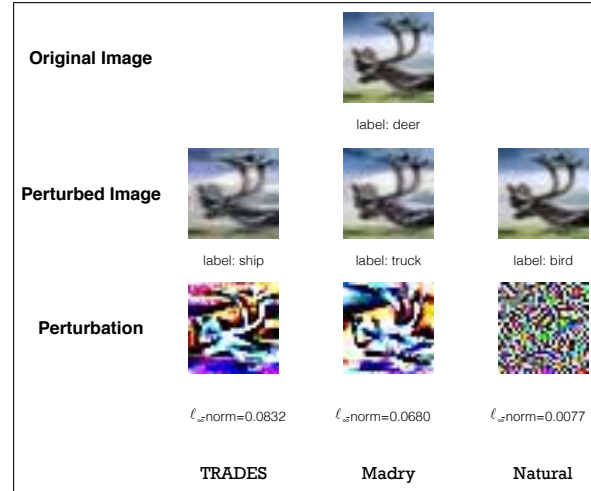 Original Image
label: deer
Perturbed Image
label: ship label: truck label: bird
Perturbation
ℓ∞-norm=0.0832 ℓ∞-norm=0.0680 ℓ∞-norm=0.0077
TRADES Madry Natural